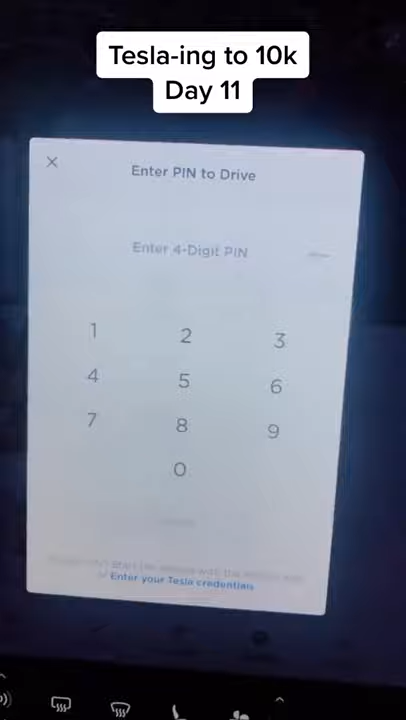 Tesla-ing to 10k
Day 11
Enter PIN to Drive
Enter 4-Digit PIN
1 2 3
4 5 6
7 8 9
0
Enter your Tesla credentials